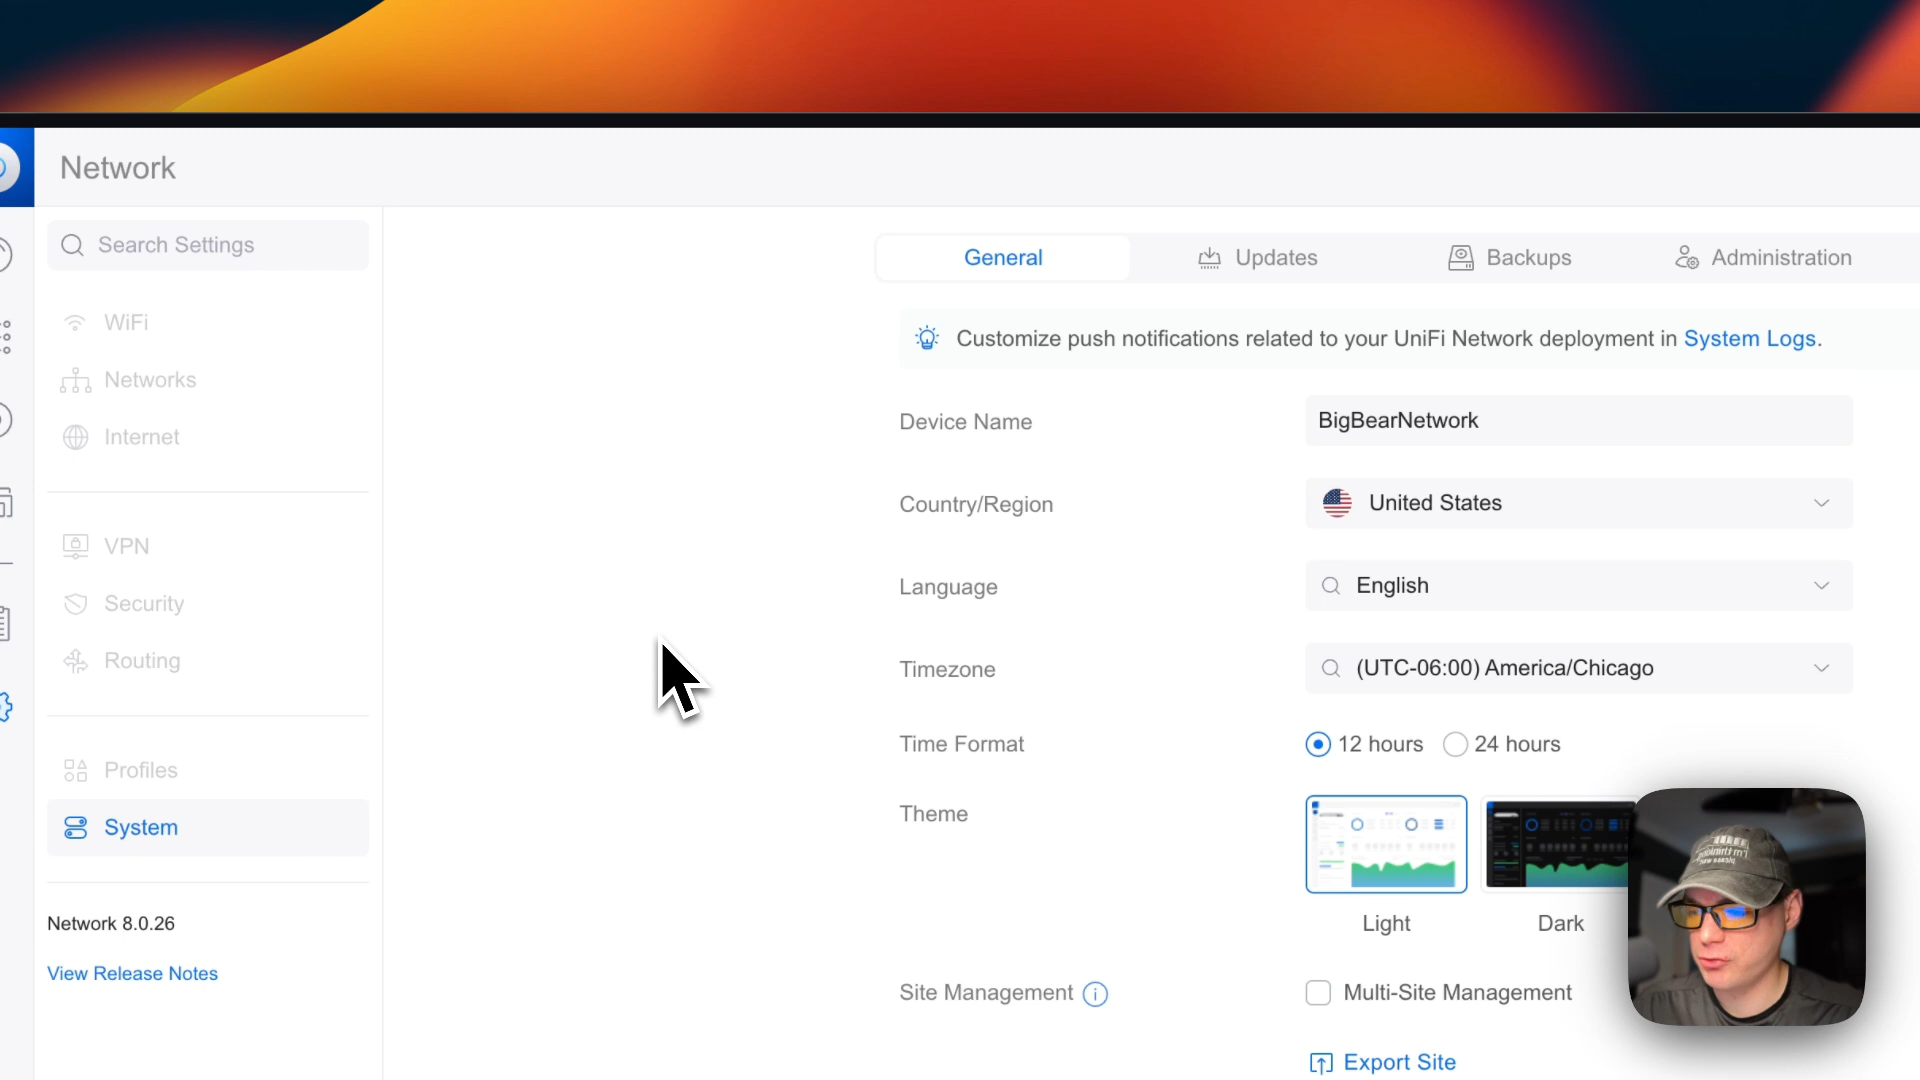 Network
Search Settings
WiFi
Networks
Internet
VPN
Security
Routing
Profiles
System
Network 8.0.26
View Release Notes
General
Updates
Backups
Administration
Customize push notifications related to your UniFi Network deployment in System Logs.
Device Name
BigBearNetwork
Country/Region
United States
Language
English
Timezone
(UTC-06:00) America/Chicago
Time Format
12 hours
24 hours
Theme
Light
Dark
Site Management
Multi-Site Management
Export Site